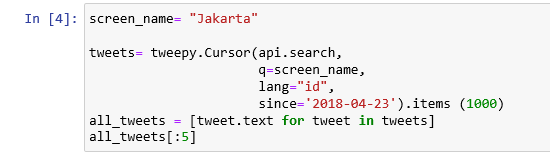 In [4]: screen_name= "Jakarta"
tweets= tweepy.Cursor(api.search,
q=screen_name,
lang="id",
since='2018-04-23').items (1000)
all_tweets = [tweet.text for tweet in tweets]
all_tweets[:5]